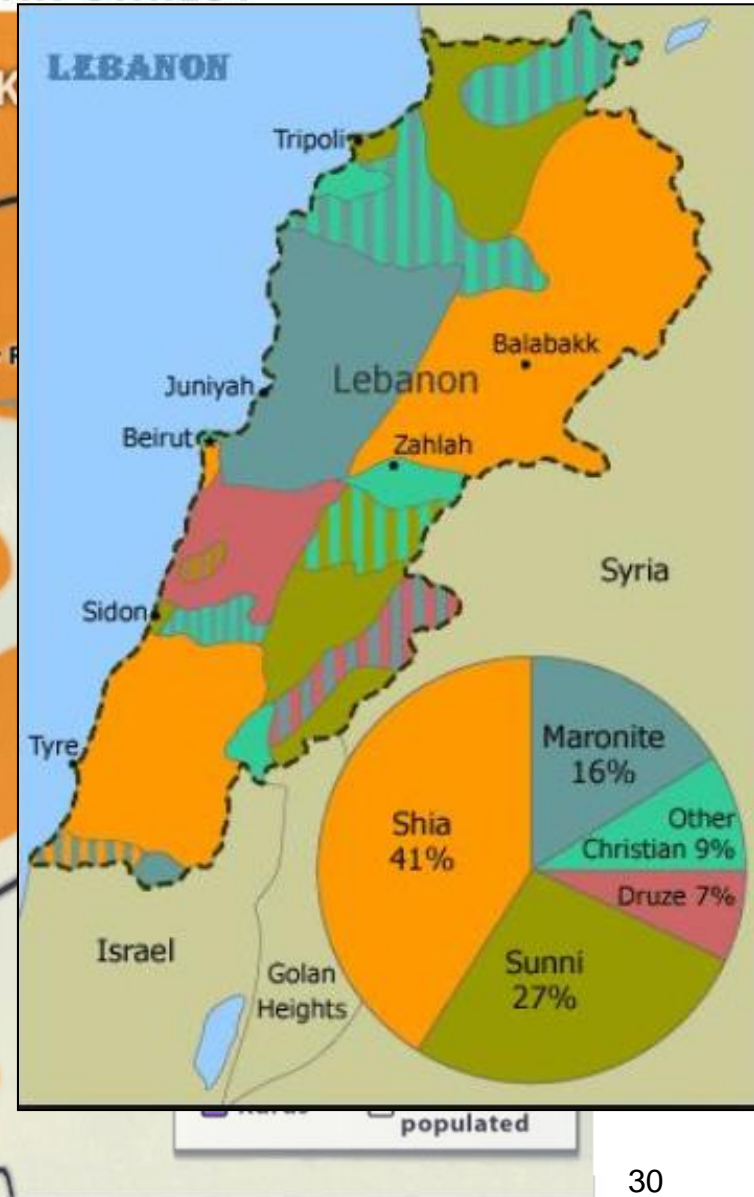 LEBANON
Tripoli
Balabakk
Juniyah
Lebanon
Beirut
Zahlah
Syria
Sidon
Tyre
Maronite
16%
Other
Christian 9%
Shia
41%
Druze 7%
Sunni
27%
Israel
Golan
Heights
populated
30